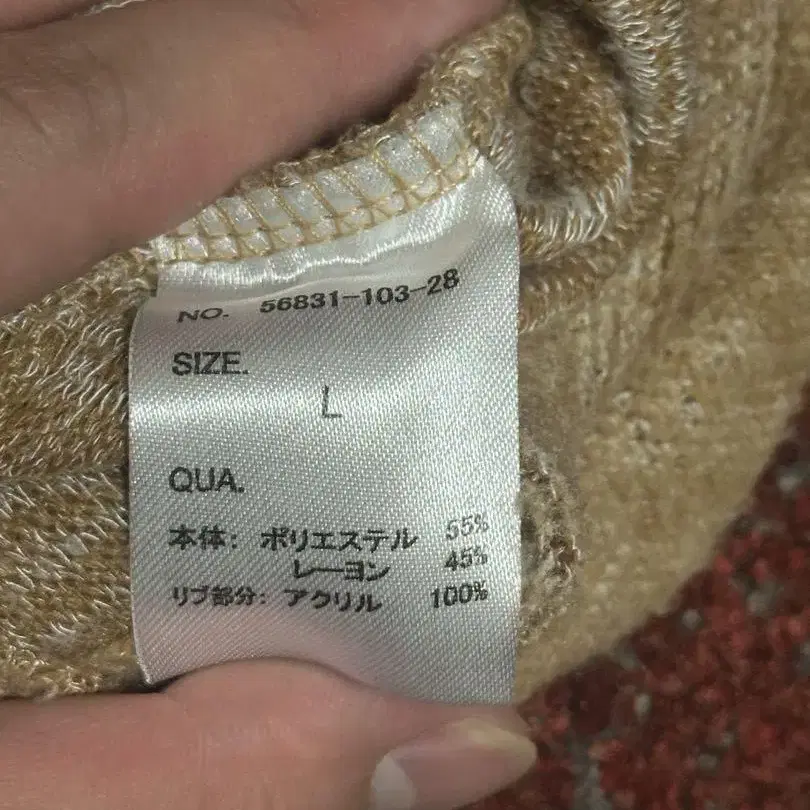 NO. 56831-103-28
SIZE.
L
QUA.
本体: ポリエステル 55%
レーヨン 45%
リブ部分: アクリル 100%